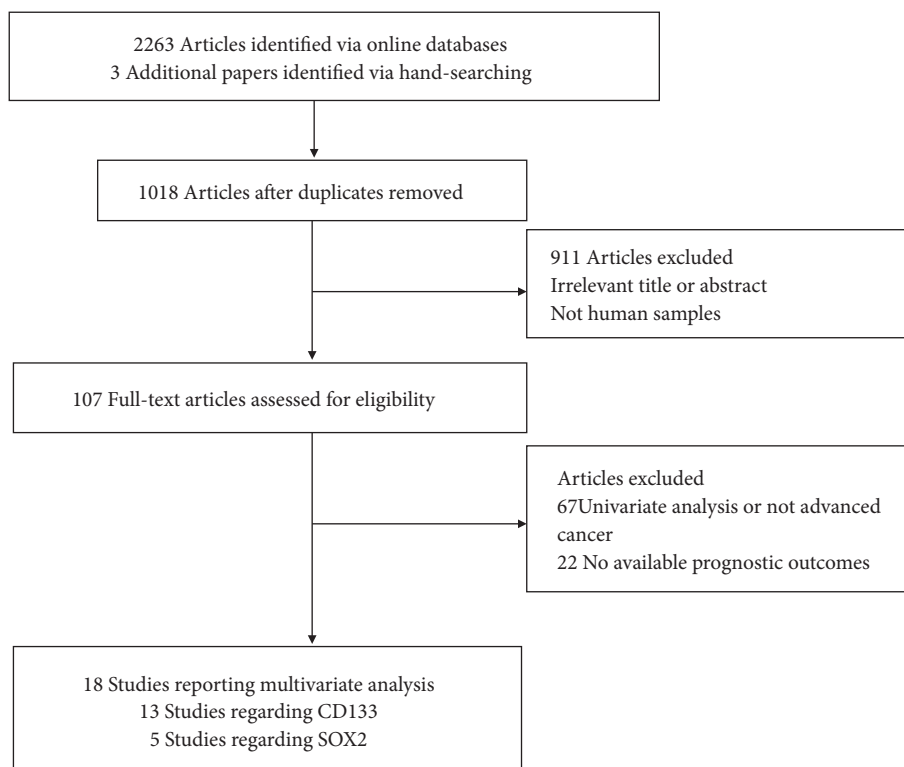 2263 Articles identified via online databases
3 Additional papers identified via hand-searching
1018 Articles after duplicates removed
911 Articles excluded
Irrelevant title or abstract
Not human samples
107 Full-text articles assessed for eligibility
Articles excluded
67Univariate analysis or not advanced
cancer
22 No available prognostic outcomes
18 Studies reporting multivariate analysis
13 Studies regarding CD133
5 Studies regarding SOX2